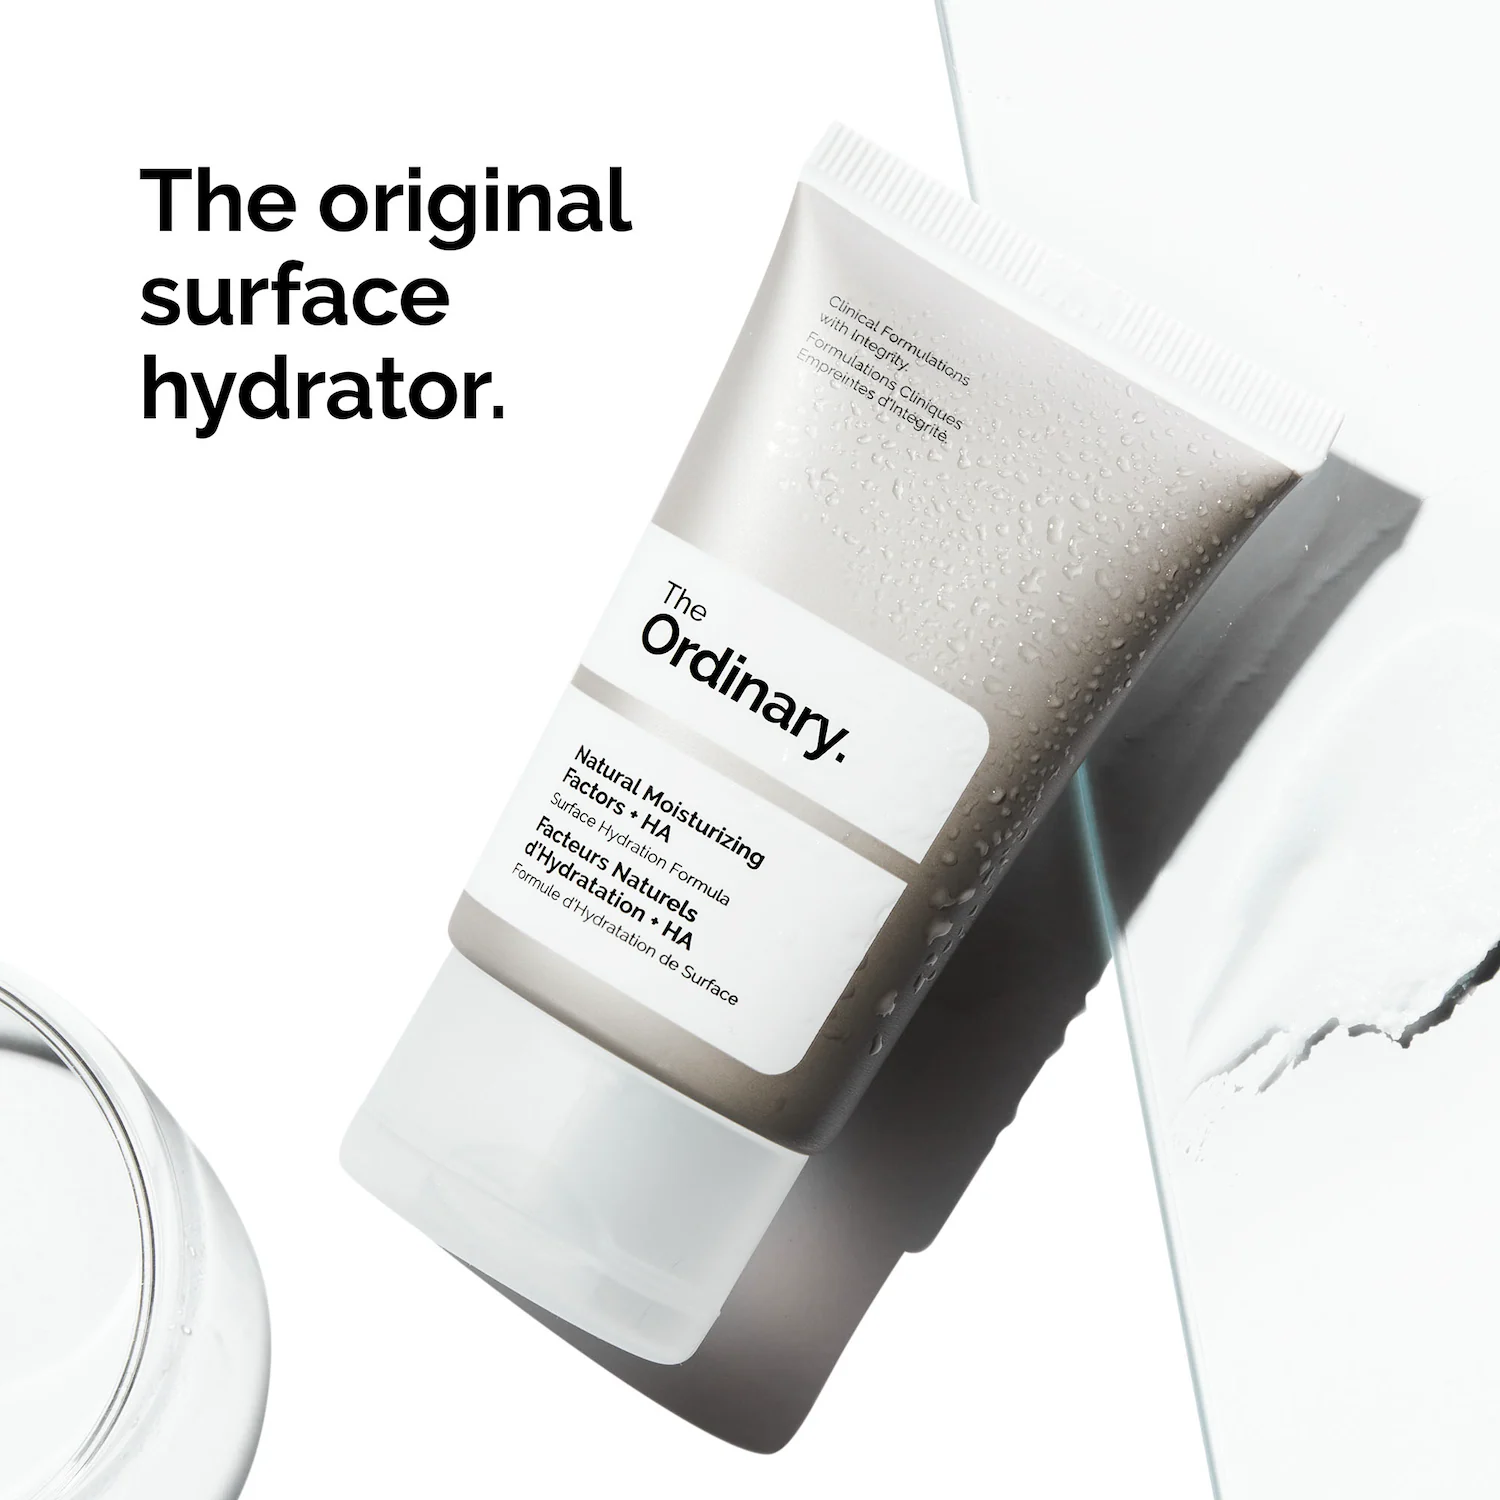 The original
surface
hydrator.
Clinical Formulations
with Integrity.
Formulations Cliniques
Empreintes d'Intégrité.
The
Ordinary.
Natural Moisturizing
Factors + HA
Surface Hydration Formula
Facteurs Naturels
d'Hydratation + HA
Formule d'Hydratation de Surface